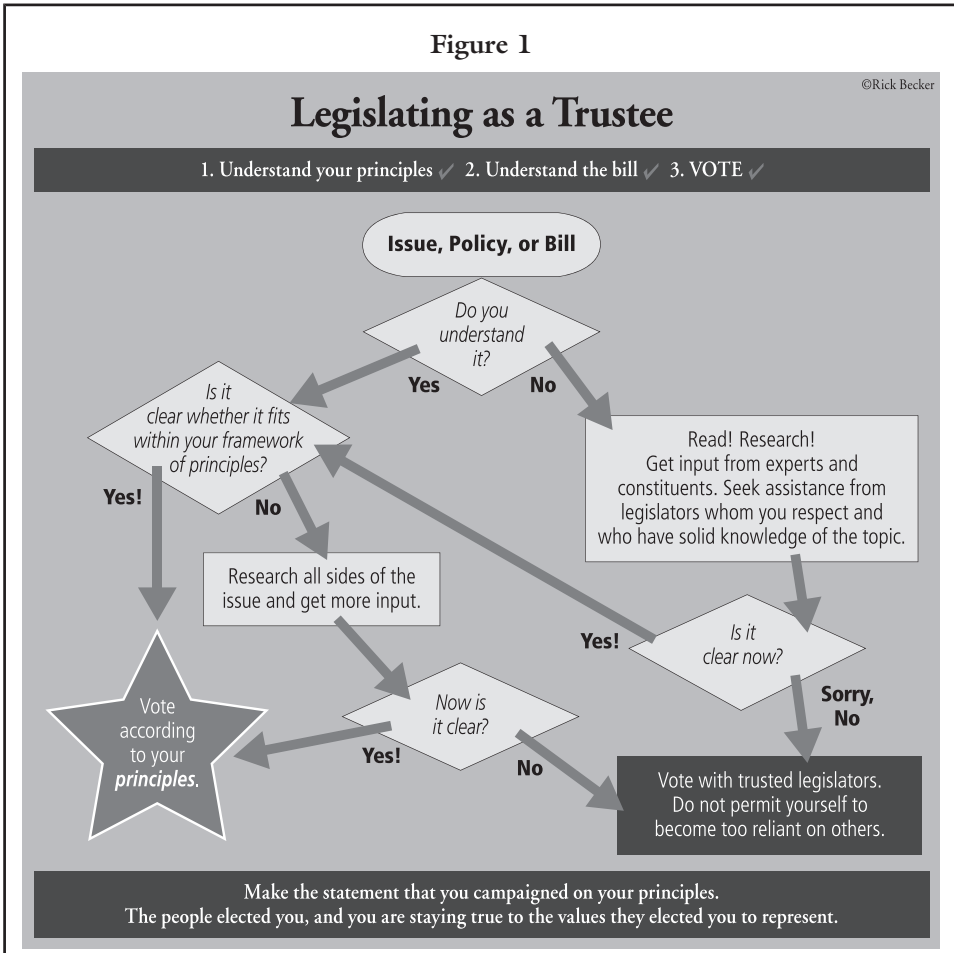 Figure 1
©Rick Becker
Legislating as a Trustee
1. Understand your principles ✓ 2. Understand the bill ✓ 3. VOTE ✓
Issue, Policy, or Bill
Do you
understand
it?
Yes
No
Is it
clear whether it fits
within your framework
of principles?
Yes!
No
Read! Research!
Get input from experts and
constituents. Seek assistance from
legislators whom you respect and
who have solid knowledge of the topic.
Research all sides of the
issue and get more input.
Yes!
Is it
clear now?
Sorry,
No
Vote
according
to your
principles.
Now is
it clear?
Yes!
No
Vote with trusted legislators.
Do not permit yourself to
become too reliant on others.
Make the statement that you campaigned on your principles.
The people elected you, and you are staying true to the values they elected you to represent.